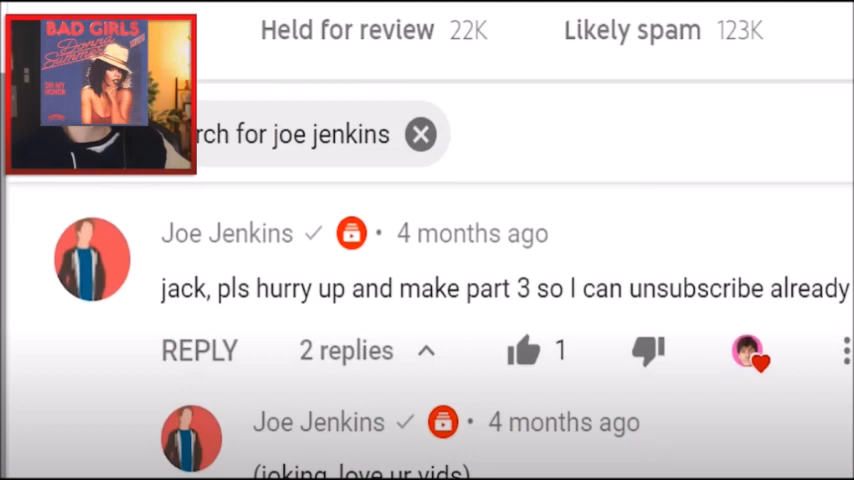 Held for review 22K Likely spam 123K
BAD GIRLS
Donna
Summer
rch for joe jenkins
Joe Jenkins • 4 months ago
jack, pls hurry up and make part 3 so I can unsubscribe already
REPLY 2 replies 1
Joe Jenkins • 4 months ago
(joking, love ur vids)